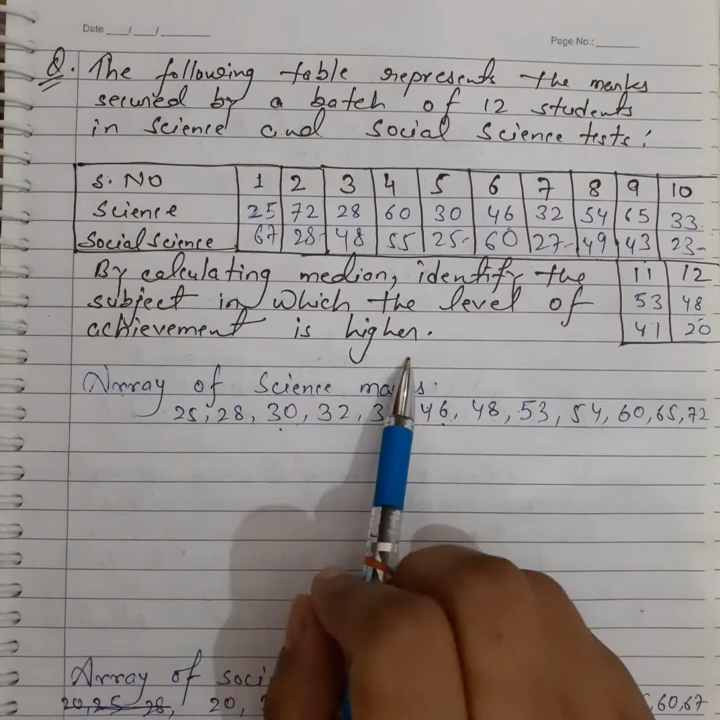 Date ___/___/______
Page No.: ______
Q. The following table represents the marks
secured by a batch of 12 students
in Science and Social Science tests:
S. NO 1 2 3 4 5 6 7 8 9 10
Science 25 72 28 60 30 46 32 54 65 33
Social Science 67 28 48 55 25 60 27 49 43 23
By calculating median, identify the 11 12
subject in which the level of 53 48
achievement is higher. 41 20
Array of Science
25, 28, 30, 32, 46, 48, 53, 54, 60, 65, 72
Array of
20, 25, 28, 20, 60, 67